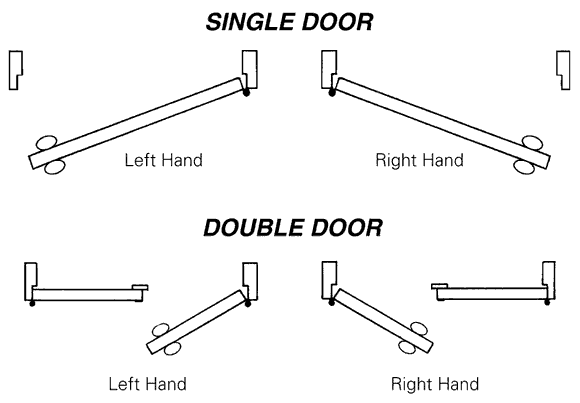 SINGLE DOOR
Left Hand
Right Hand
DOUBLE DOOR
Left Hand
Right Hand